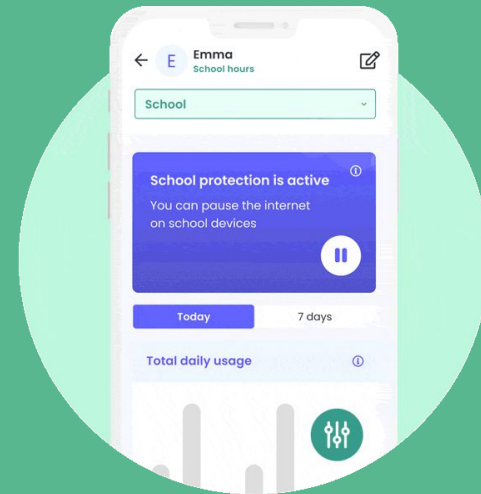 E
Emma
School hours
School
School protection is active
You can pause the internet
on school devices
Today
7 days
Total daily usage